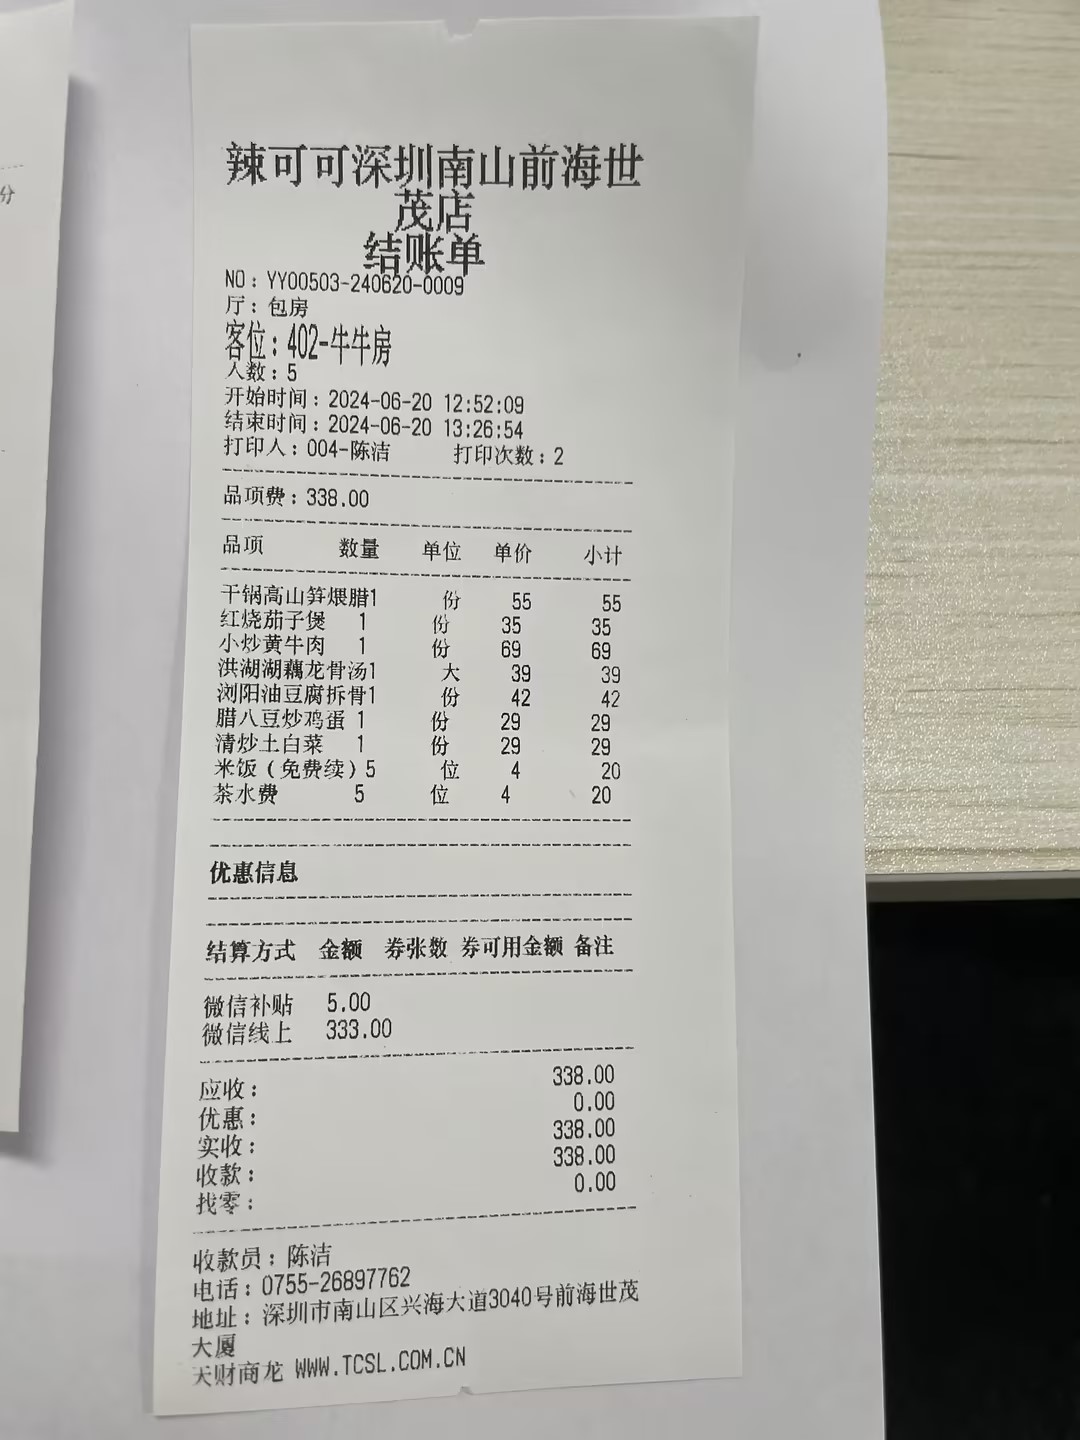 分
辣可可深圳南山前海世
茂店
结账单
NO：YY00503-240620-0009
厅：包房
客位：402-牛牛房
人数：5
开始时间：2024-06-20 12:52:09
结束时间：2024-06-20 13:26:54
打印人：004-陈洁 打印次数：2
品项费：338.00
品项 数量 单位 单价 小计
干锅高山笋煨腊1 份 55 55
红烧茄子煲 1 份 35 35
小炒黄牛肉 1 份 69 69
洪湖湖藕龙骨汤1 大 39 39
浏阳油豆腐拆骨1 份 42 42
腊八豆炒鸡蛋 1 份 29 29
清炒土白菜 1 份 29 29
米饭（免费续）5 位 4 20
茶水费 5 位 4 20
优惠信息
结算方式 金额 券张数 券可用金额 备注
微信补贴 5.00
微信线上 333.00
应收： 338.00
优惠： 0.00
实收： 338.00
收款： 338.00
找零： 0.00
收款员：陈洁
电话：0755-26897762
地址：深圳市南山区兴海大道3040号前海世茂
大厦
天财商龙 WWW.TCSL.COM.CN